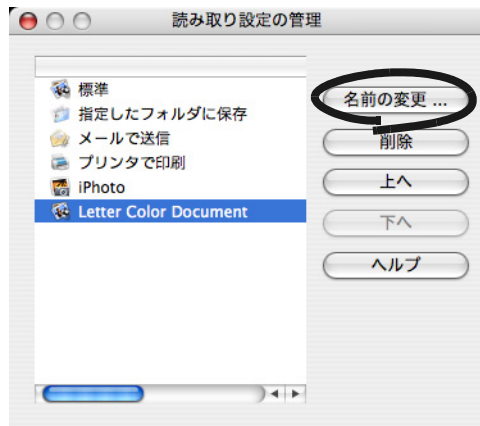 読み取り設定の管理
標準
指定したフォルダに保存
メールで送信
プリンタで印刷
iPhoto
Letter Color Document
名前の変更 ...
削除
上へ
下へ
ヘルプ